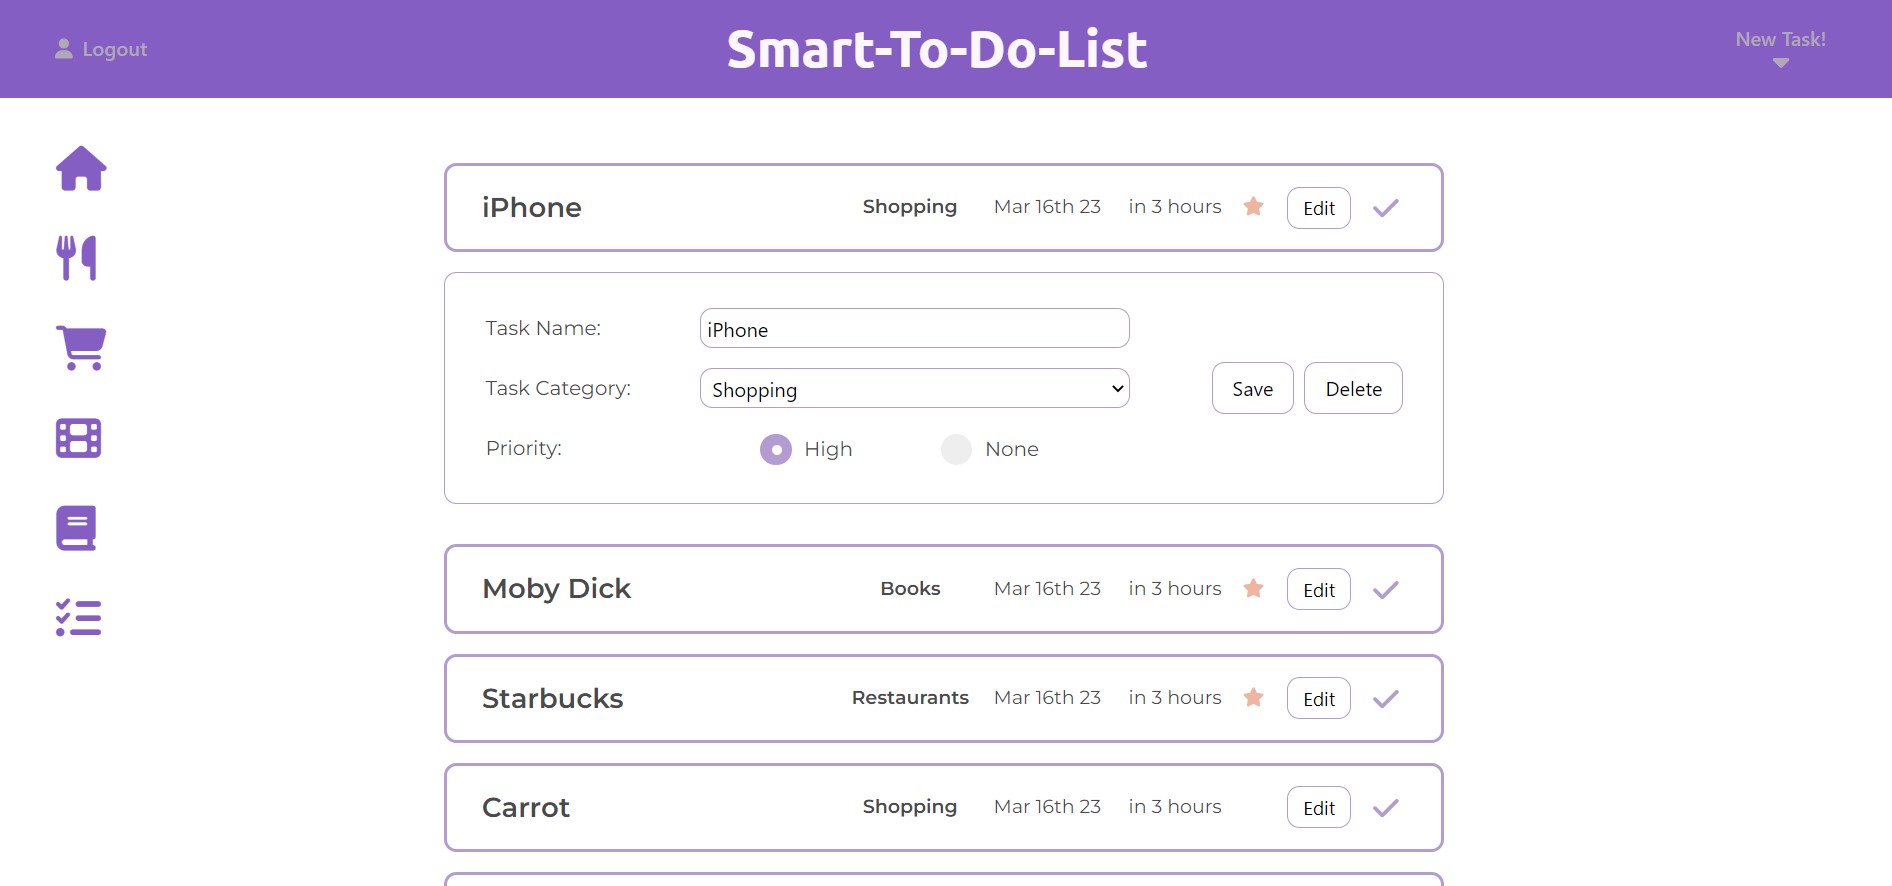 Logout
Smart-To-Do-List
New Task!
iPhone Shopping Mar 16th 23 in 3 hours Edit
Task Name: iPhone
Task Category: Shopping
Save Delete
Priority: High None
Moby Dick Books Mar 16th 23 in 3 hours Edit
Starbucks Restaurants Mar 16th 23 in 3 hours Edit
Carrot Shopping Mar 16th 23 in 3 hours Edit